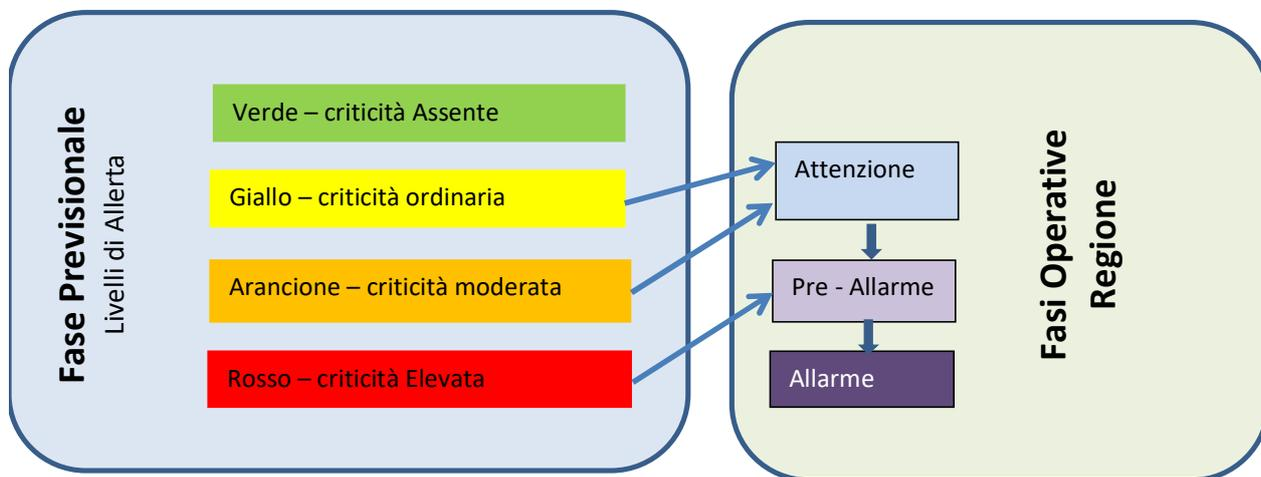 Fase Previsionale
Livelli di Allerta
Verde – criticità Assente
Giallo – criticità ordinaria
Arancione – criticità moderata
Rosso – criticità Elevata
Attenzione
Pre - Allarme
Allarme
Fasi Operative
Regione